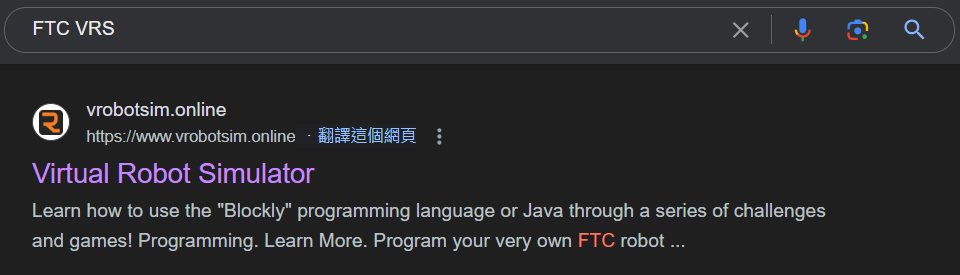 FTC VRS
vrobotsim.online
https://www.vrobotsim.online · 翻譯這個網頁
Virtual Robot Simulator
Learn how to use the "Blockly" programming language or Java through a series of challenges
and games! Programming. Learn More. Program your very own FTC robot ...